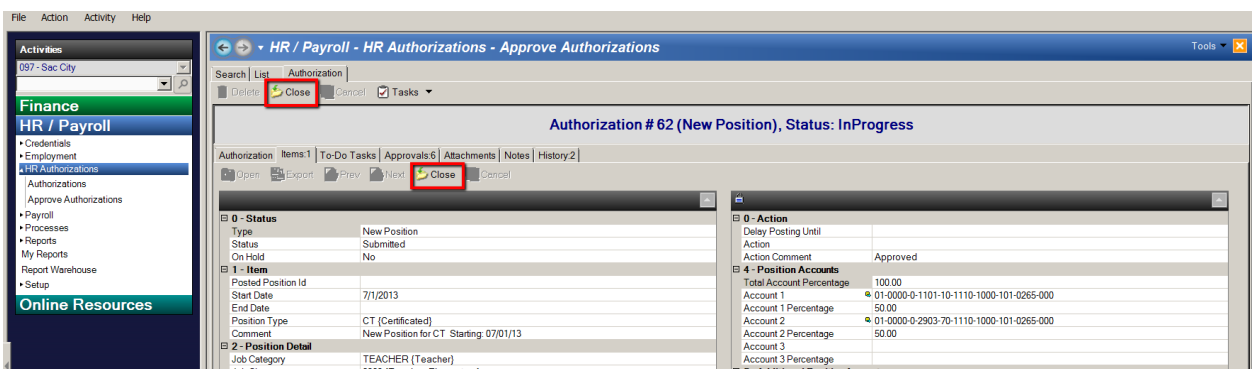 File Action Activity Help
Activities
097 - Sac City
Finance
HR / Payroll
Credentials
Employment
HR Authorizations
Authorizations
Approve Authorizations
Payroll
Processes
Reports
My Reports
Report Warehouse
Setup
Online Resources
HR / Payroll - HR Authorizations - Approve Authorizations Tools
Search List Authorization
Delete Close Cancel Tasks
Authorization # 62 (New Position), Status: InProgress
Authorization Items:1 To-Do Tasks Approvals:6 Attachments Notes History:2
Open Export Prev Next Close Cancel
0 - Status
Type New Position
Status Submitted
On Hold No
1 - Item
Posted Position Id
Start Date 7/1/2013
End Date
Position Type CT {Certificated}
Comment New Position for CT Starting: 07/01/13
2 - Position Detail
Job Category TEACHER {Teacher}
0 - Action
Delay Posting Until
Action
Action Comment Approved
4 - Position Accounts
Total Account Percentage 100.00
Account 1 01-0000-0-1101-10-1110-1000-101-0265-000
Account 1 Percentage 50.00
Account 2 01-0000-0-2903-70-1110-1000-101-0265-000
Account 2 Percentage 50.00
Account 3
Account 3 Percentage